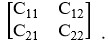 [C₁₁ C₁₂
C₂₁ C₂₂] .